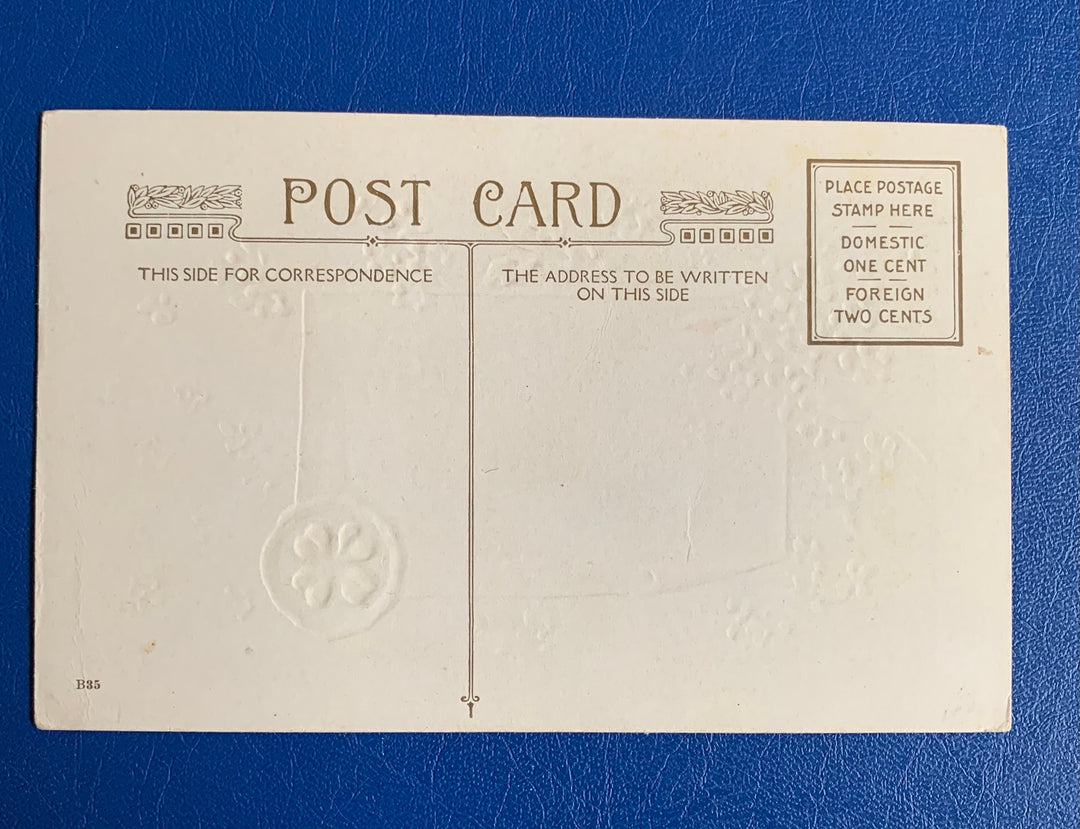 POST CARD
THIS SIDE FOR CORRESPONDENCE
THE ADDRESS TO BE WRITTEN
ON THIS SIDE
PLACE POSTAGE
STAMP HERE
DOMESTIC
ONE CENT
FOREIGN
TWO CENTS
B35